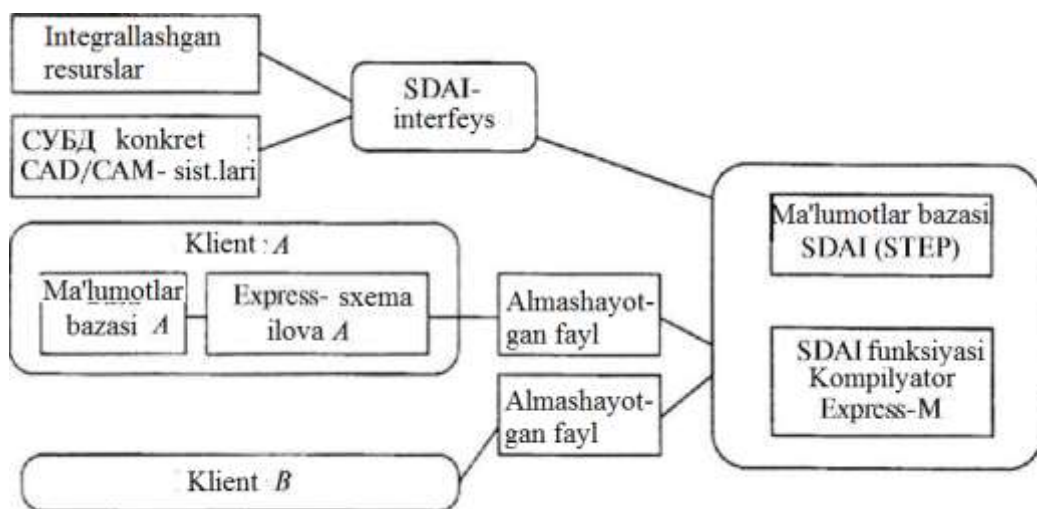 Integrallashgan
resurslar
SDAI-
interfeys
СУБД konkret :
CAD/CAM- sist.lari
Ma'lumotlar bazasi
SDAI (STEP)
Klient : A
Ma'lumotlar
bazasi A
Express- sxema
ilova A
Almashayot-
gan fayl
SDAI funksiyasi
Kompilyator
Express-M
Almashayot-
gan fayl
Klient B